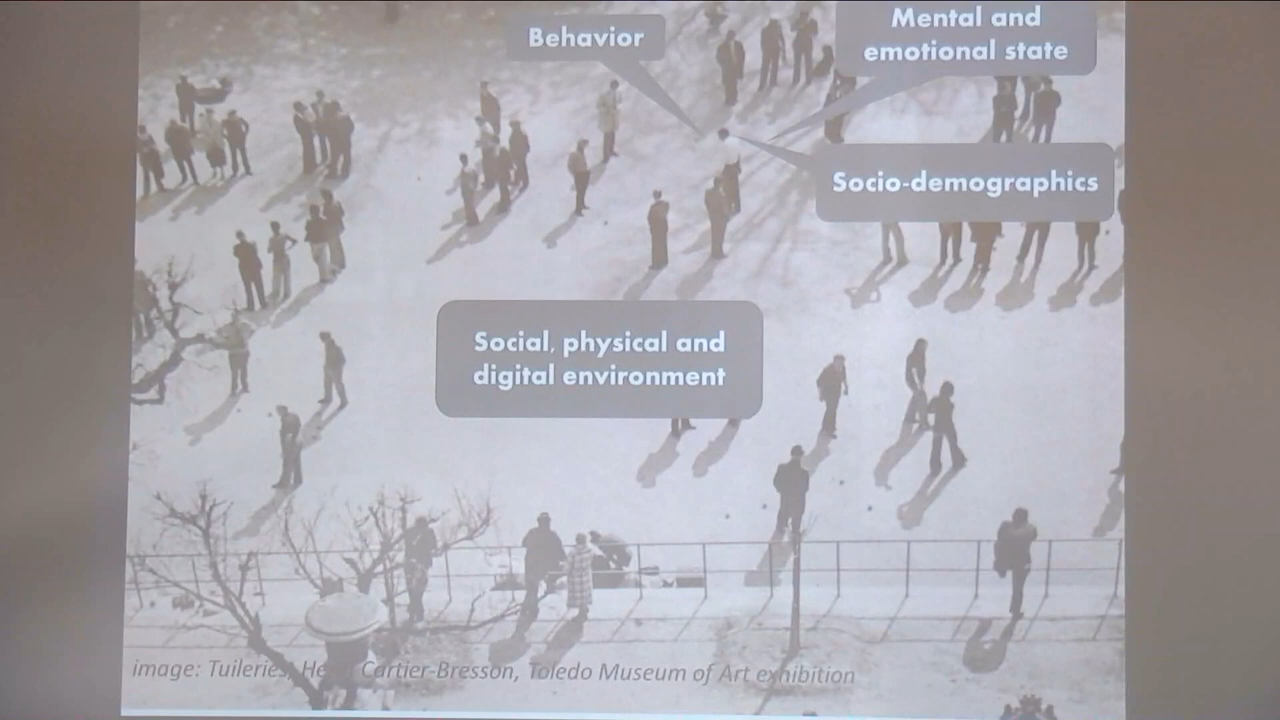 Behavior
Mental and
emotional state
Socio-demographics
Social, physical and
digital environment
image: Tuileries, Cartier-Bresson, Toledo Museum of Art exhibition